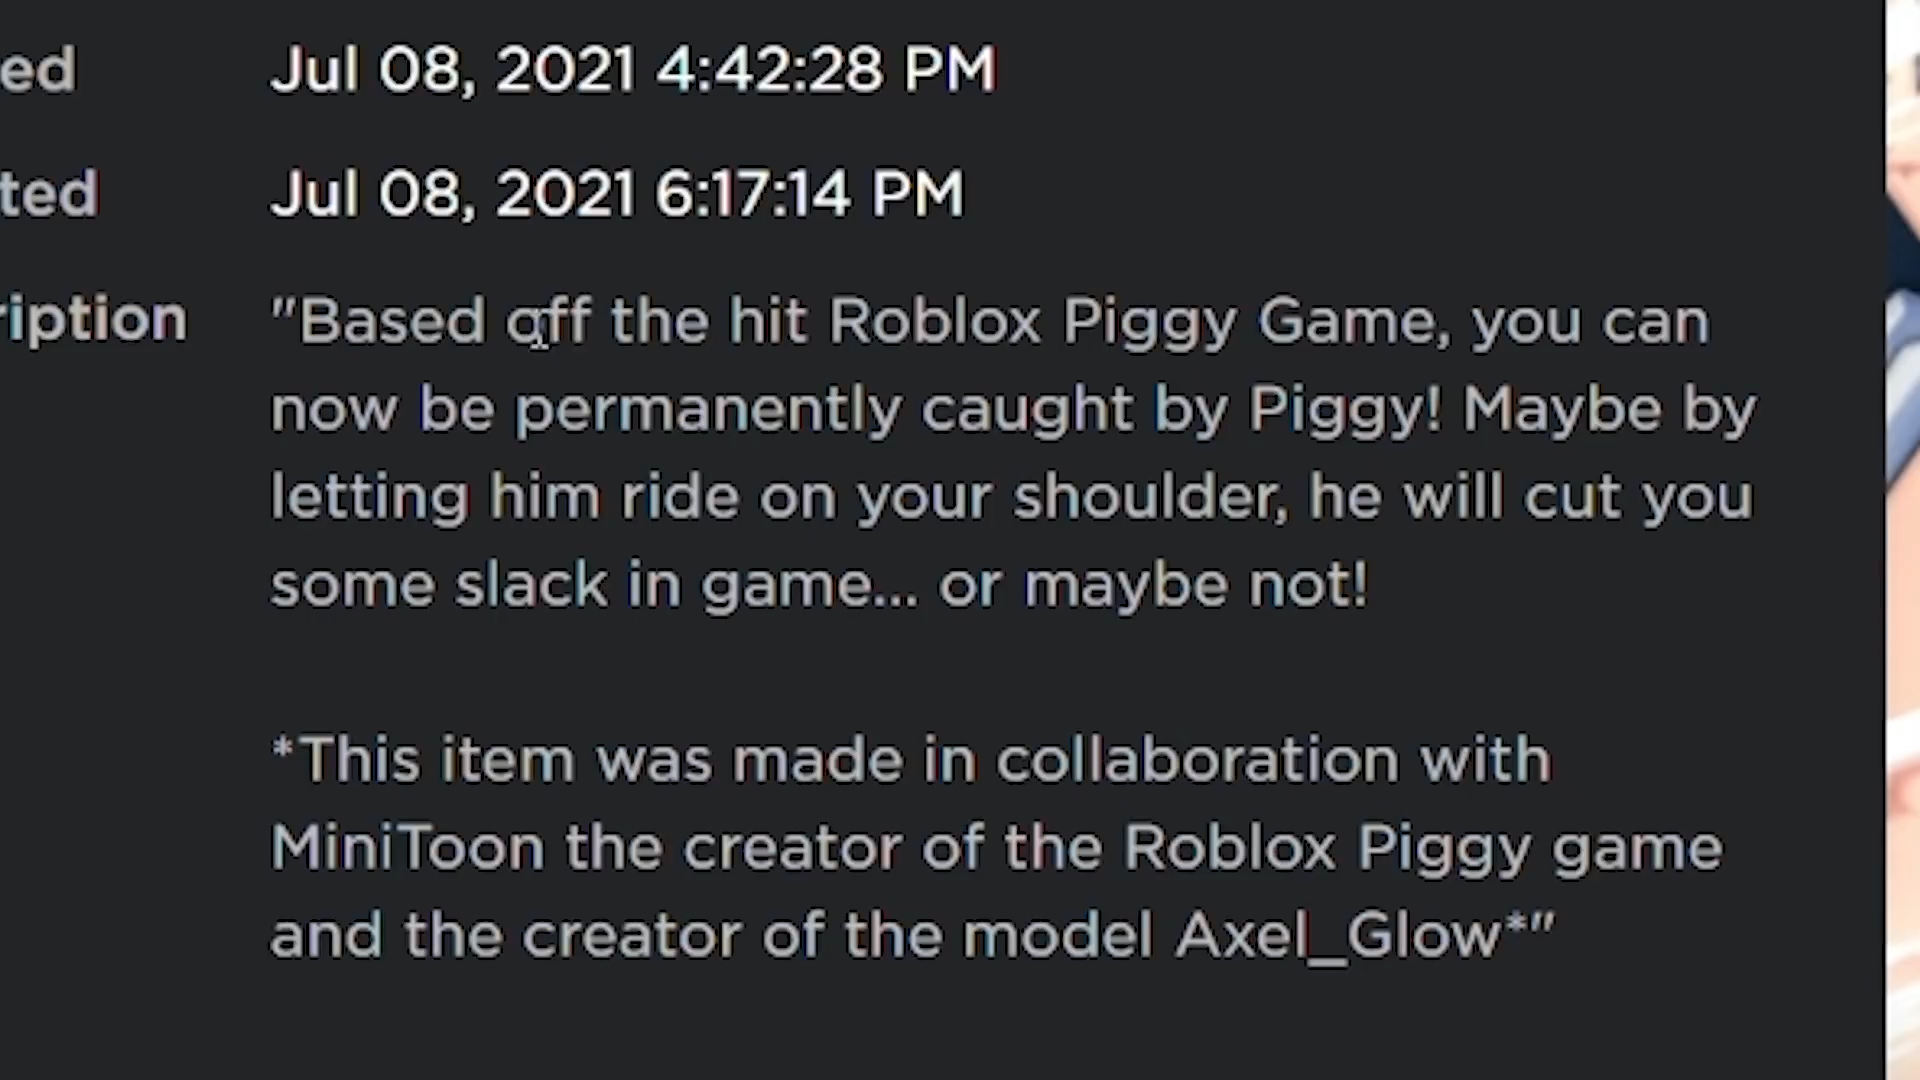 ed Jul 08, 2021 4:42:28 PM
ted Jul 08, 2021 6:17:14 PM
ription "Based off the hit Roblox Piggy Game, you can
now be permanently caught by Piggy! Maybe by
letting him ride on your shoulder, he will cut you
some slack in game... or maybe not!
*This item was made in collaboration with
MiniToon the creator of the Roblox Piggy game
and the creator of the model Axel_Glow*"